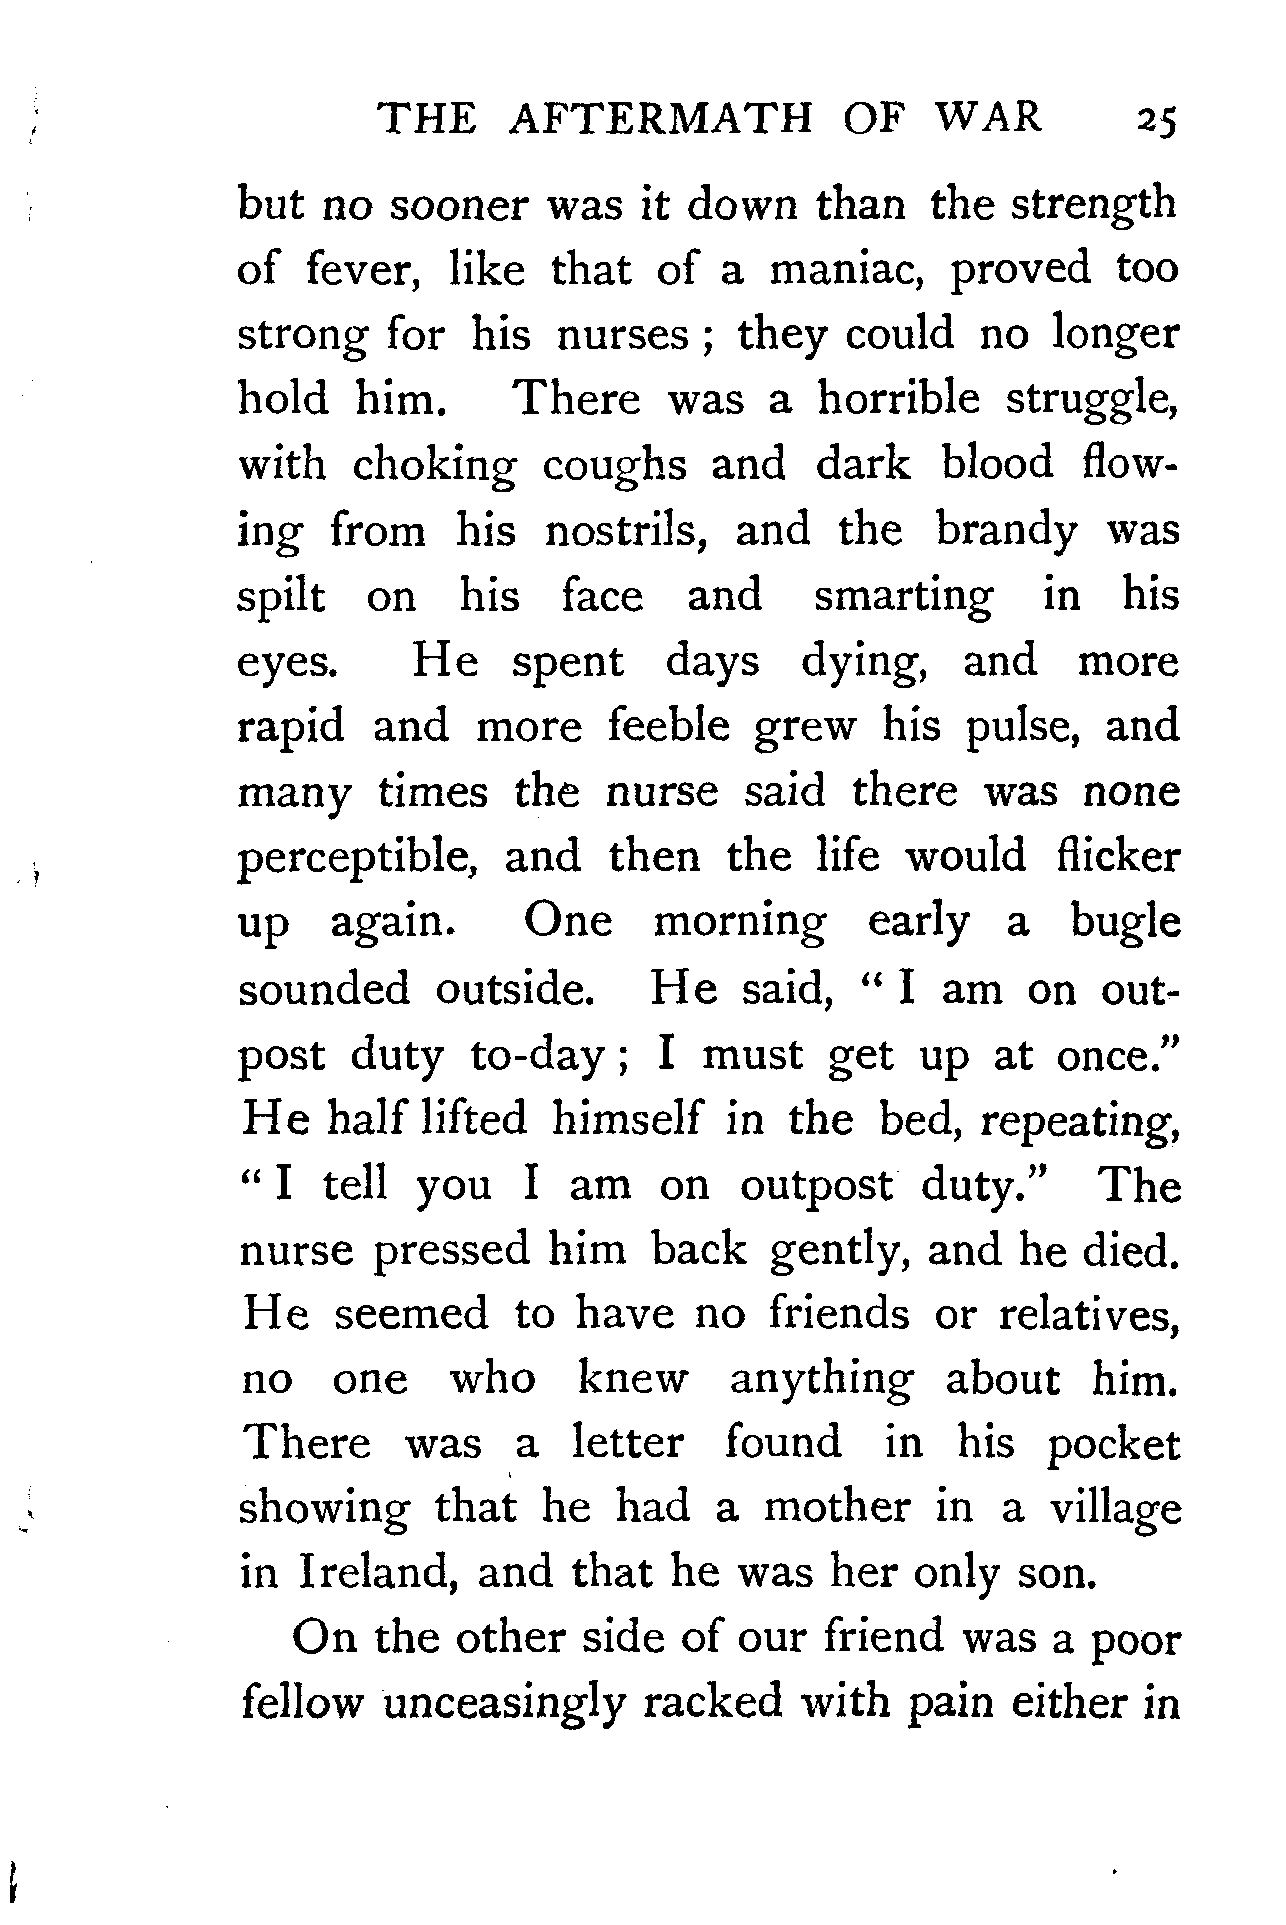 THE AFTERMATH OF WAR 25
but no sooner was it down than the strength
of fever, like that of a maniac, proved too
strong for his nurses ; they could no longer
hold him. There was a horrible struggle,
with choking coughs and dark blood flow-
ing from his nostrils, and the brandy was
spilt on his face and smarting in his
eyes. He spent days dying, and more
rapid and more feeble grew his pulse, and
many times the nurse said there was none
perceptible, and then the life would flicker
up again. One morning early a bugle
sounded outside. He said, “ I am on out-
post duty to-day ; I must get up at once.”
He half lifted himself in the bed, repeating,
“ I tell you I am on outpost duty.” The
nurse pressed him back gently, and he died.
He seemed to have no friends or relatives,
no one who knew anything about him.
There was a letter found in his pocket
showing that he had a mother in a village
in Ireland, and that he was her only son.
On the other side of our friend was a poor
fellow unceasingly racked with pain either in